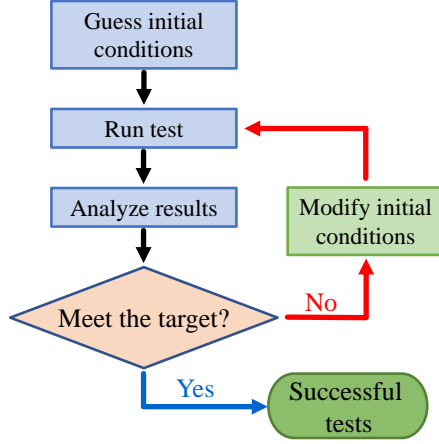 Guess initial
conditions
Run test
Analyze results
Modify initial
conditions
Meet the target?
No
Yes
Successful
tests